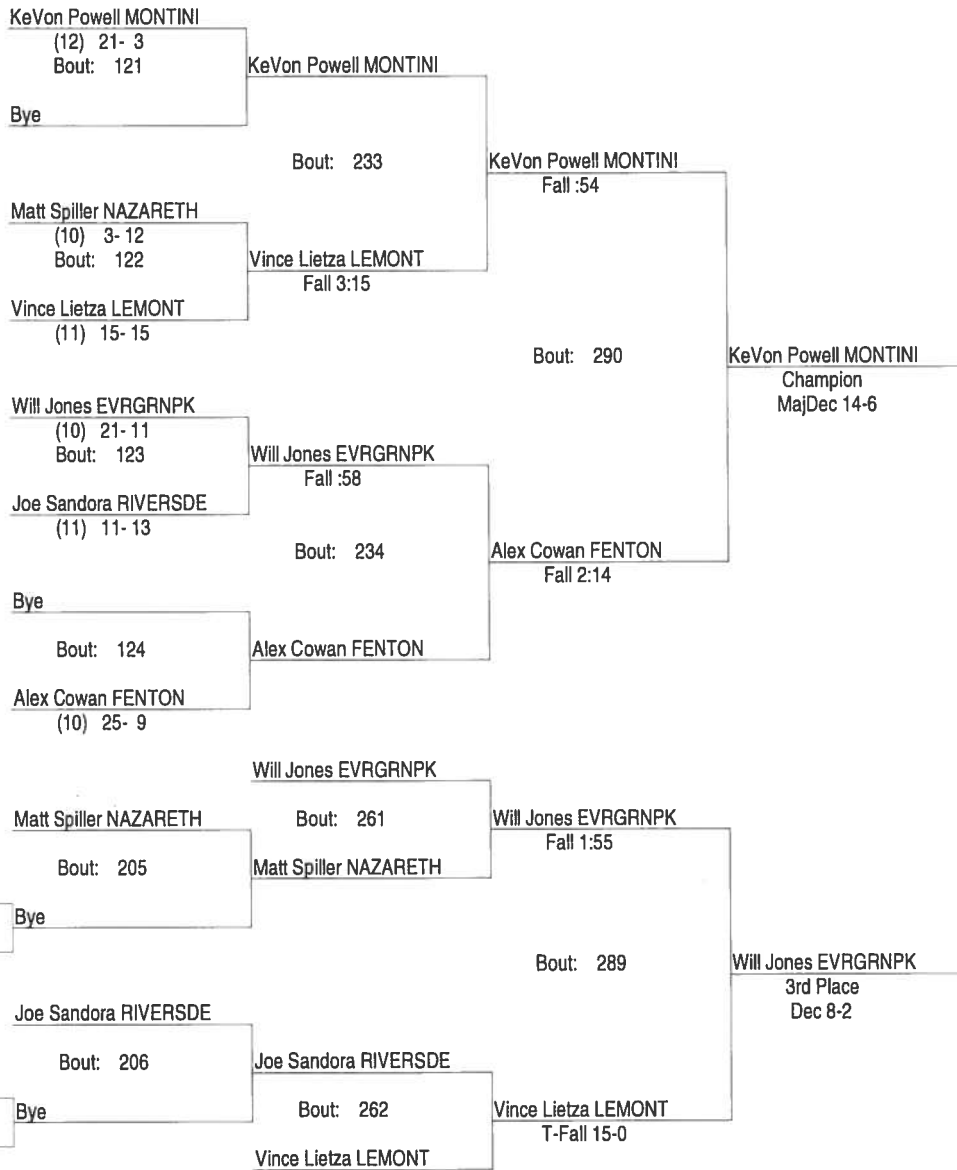 KeVon Powell MONTINI
(12) 21- 3
Bout: 121
Bye
KeVon Powell MONTINI
Bout: 233
Matt Spiller NAZARETH
(10) 3- 12
Bout: 122
Vince Lietza LEMONT
(11) 15- 15
Vince Lietza LEMONT
Fall 3:15
KeVon Powell MONTINI
Fall :54
Bout: 290
KeVon Powell MONTINI
Champion
MajDec 14-6
Will Jones EVRGRNPK
(10) 21- 11
Bout: 123
Joe Sandora RIVERSDE
(11) 11- 13
Will Jones EVRGRNPK
Fall :58
Bout: 234
Bye
Bout: 124
Alex Cowan FENTON
(10) 25- 9
Alex Cowan FENTON
Alex Cowan FENTON
Fall 2:14
Will Jones EVRGRNPK
Bout: 261
Matt Spiller NAZARETH
Bout: 205
Bye
Matt Spiller NAZARETH
Will Jones EVRGRNPK
Fall 1:55
Bout: 289
Will Jones EVRGRNPK
3rd Place
Dec 8-2
Joe Sandora RIVERSDE
Bout: 206
Bye
Joe Sandora RIVERSDE
Bout: 262
Vince Lietza LEMONT
Vince Lietza LEMONT
T-Fall 15-0